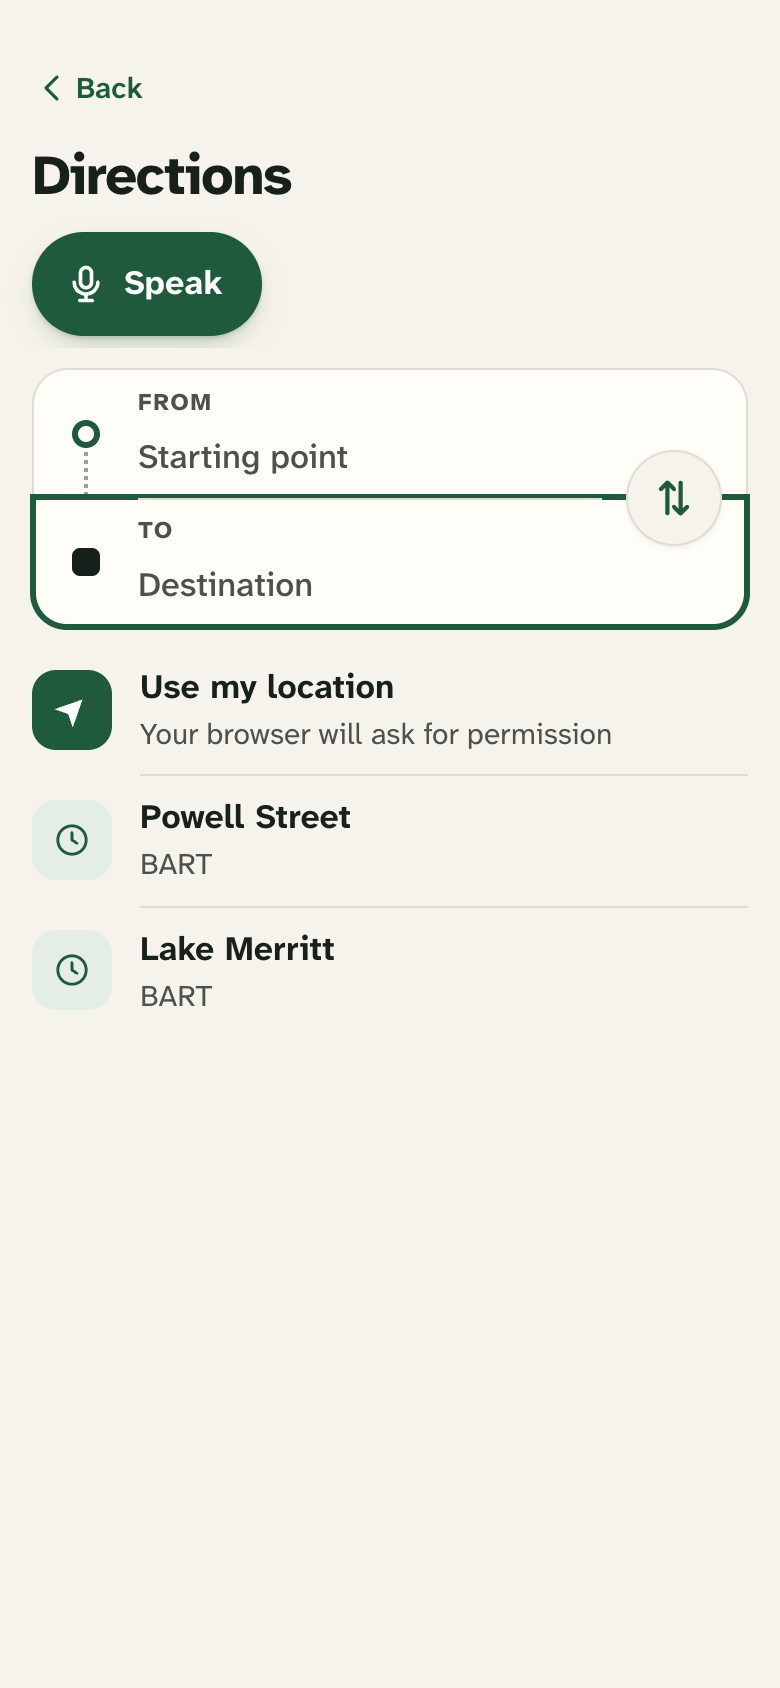 Back
Directions
Speak
FROM
Starting point
TO
Destination
Use my location
Your browser will ask for permission
Powell Street
BART
Lake Merritt
BART